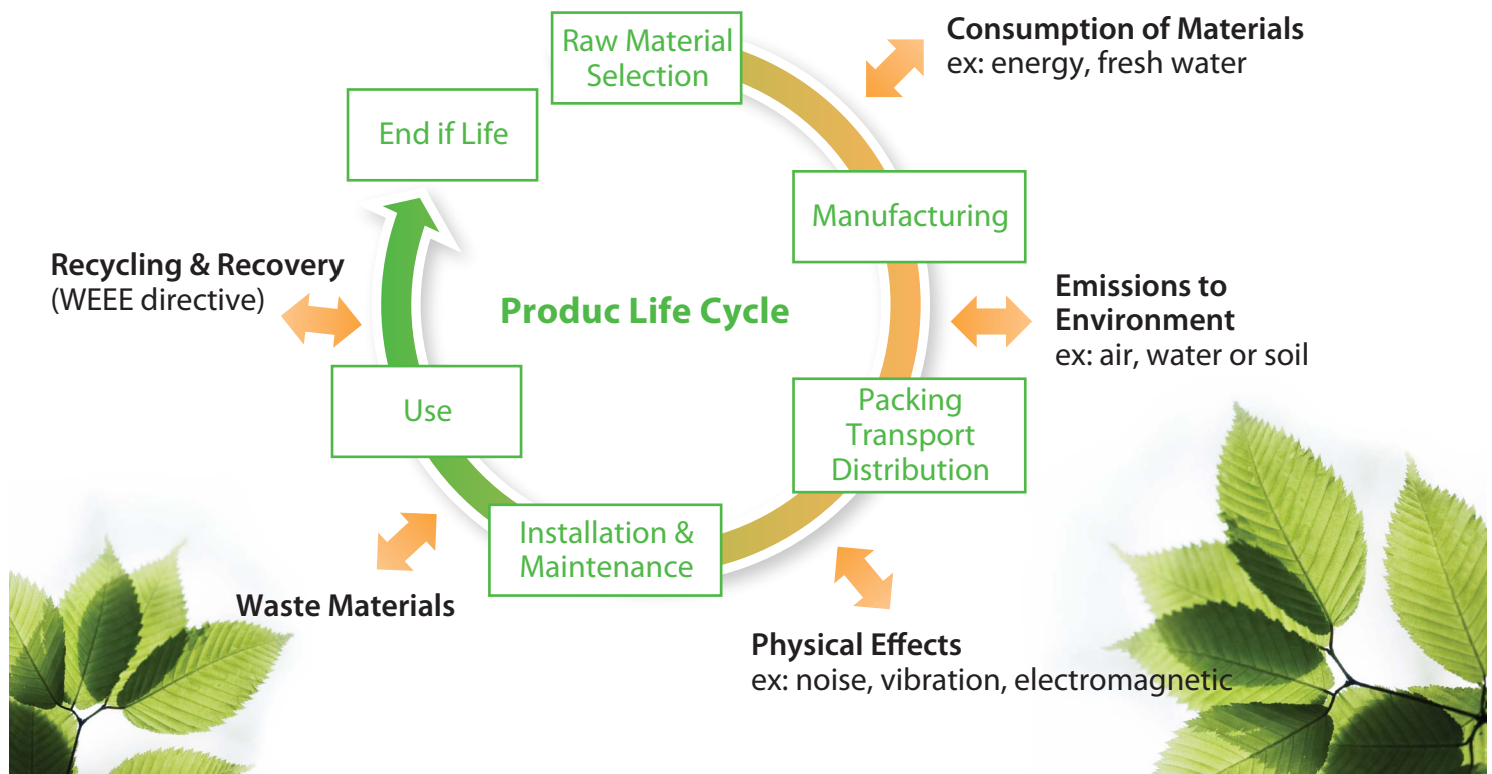 Raw Material
Selection
Consumption of Materials
ex: energy, fresh water
End if Life
Manufacturing
Recycling & Recovery
(WEEE directive)
Produc Life Cycle
Emissions to
Environment
ex: air, water or soil
Use
Packing
Transport
Distribution
Installation &
Maintenance
Waste Materials
Physical Effects
ex: noise, vibration, electromagnetic